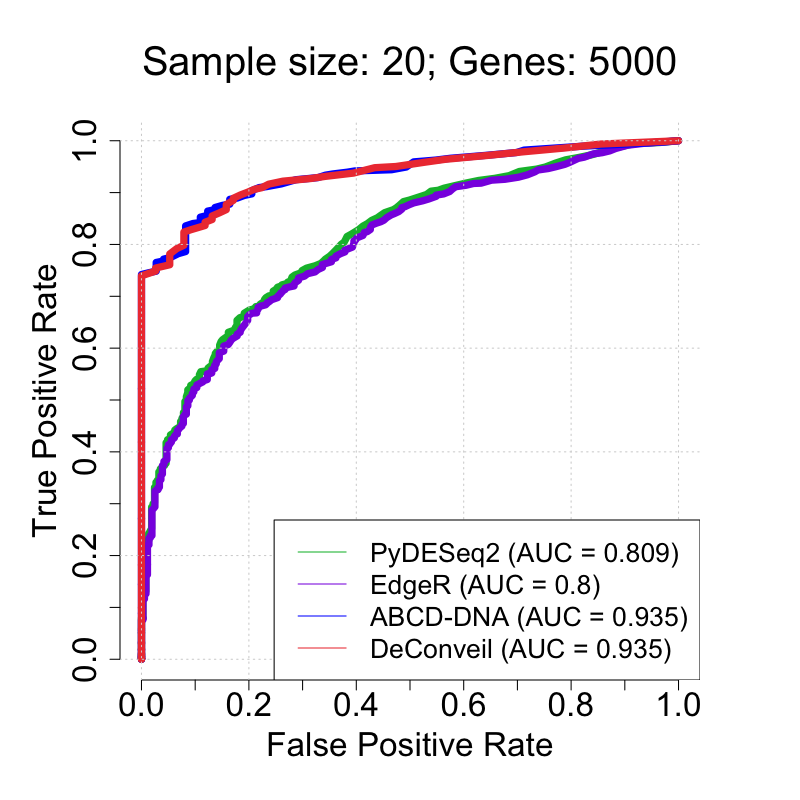 Sample size: 20; Genes: 5000
True Positive Rate
1.0
0.8
0.6
0.4
0.2
0.0
PyDESeq2 (AUC = 0.809)
EdgeR (AUC = 0.8)
ABCD-DNA (AUC = 0.935)
DeConveil (AUC = 0.935)
0.0 0.2 0.4 0.6 0.8 1.0
False Positive Rate